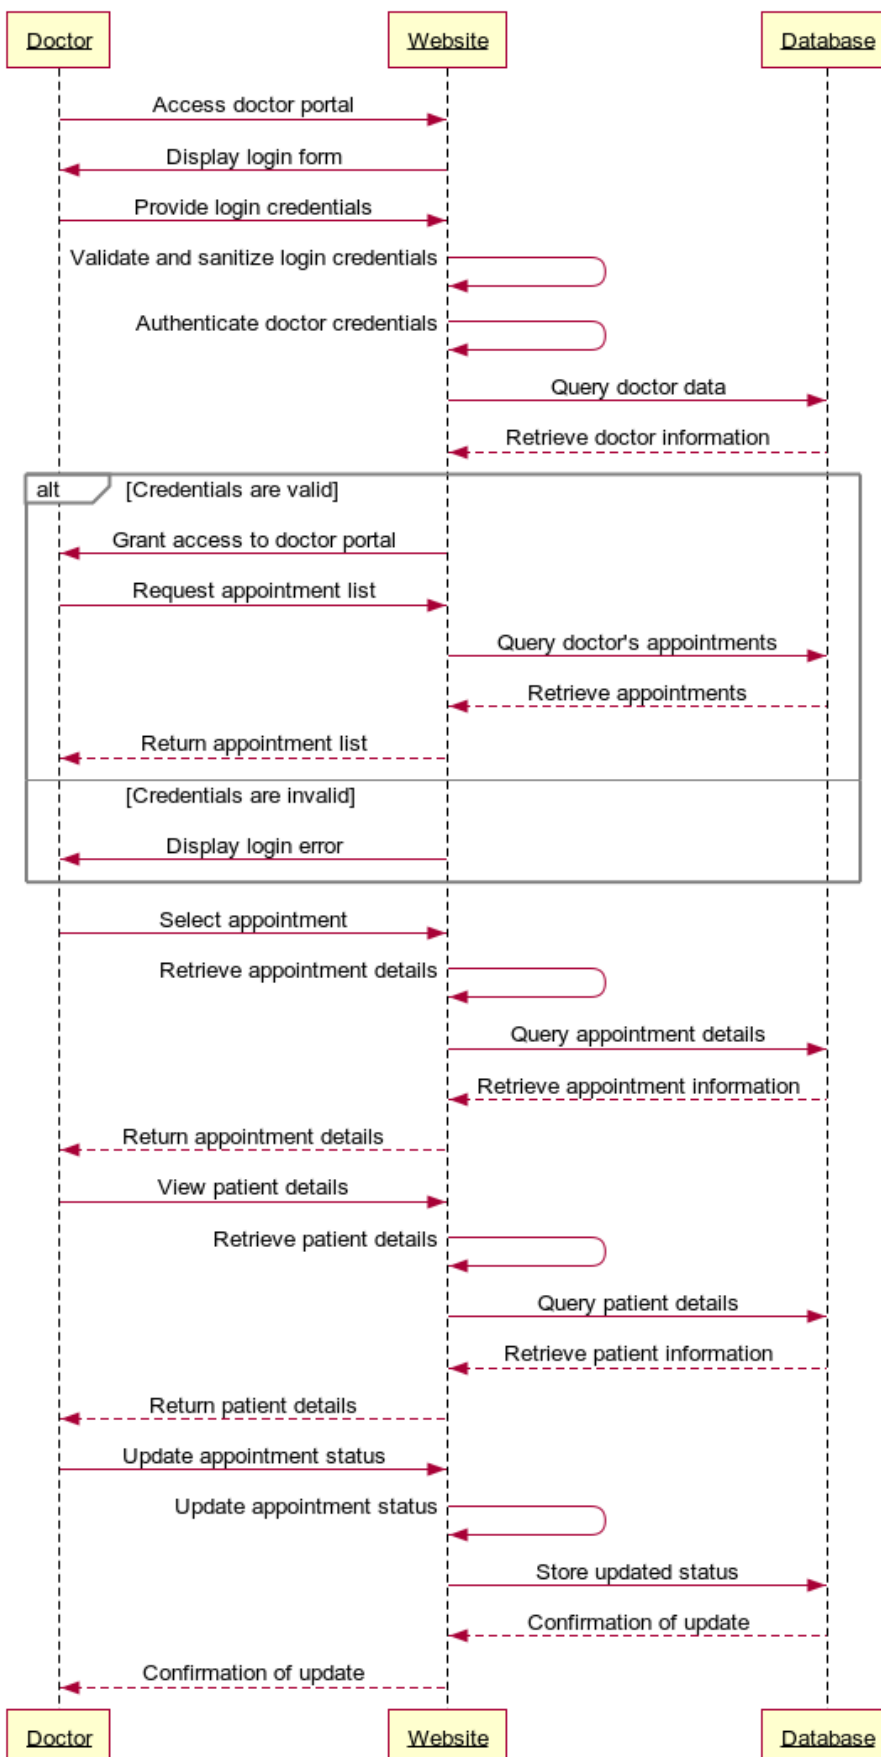 Doctor Website Database
Access doctor portal
Display login form
Provide login credentials
Validate and sanitize login credentials
Authenticate doctor credentials
Query doctor data
Retrieve doctor information
alt [Credentials are valid]
Grant access to doctor portal
Request appointment list
Query doctor's appointments
Retrieve appointments
Return appointment list
[Credentials are invalid]
Display login error
Select appointment
Retrieve appointment details
Query appointment details
Retrieve appointment information
Return appointment details
View patient details
Retrieve patient details
Query patient details
Retrieve patient information
Return patient details
Update appointment status
Update appointment status
Store updated status
Confirmation of update
Confirmation of update
Doctor Website Database